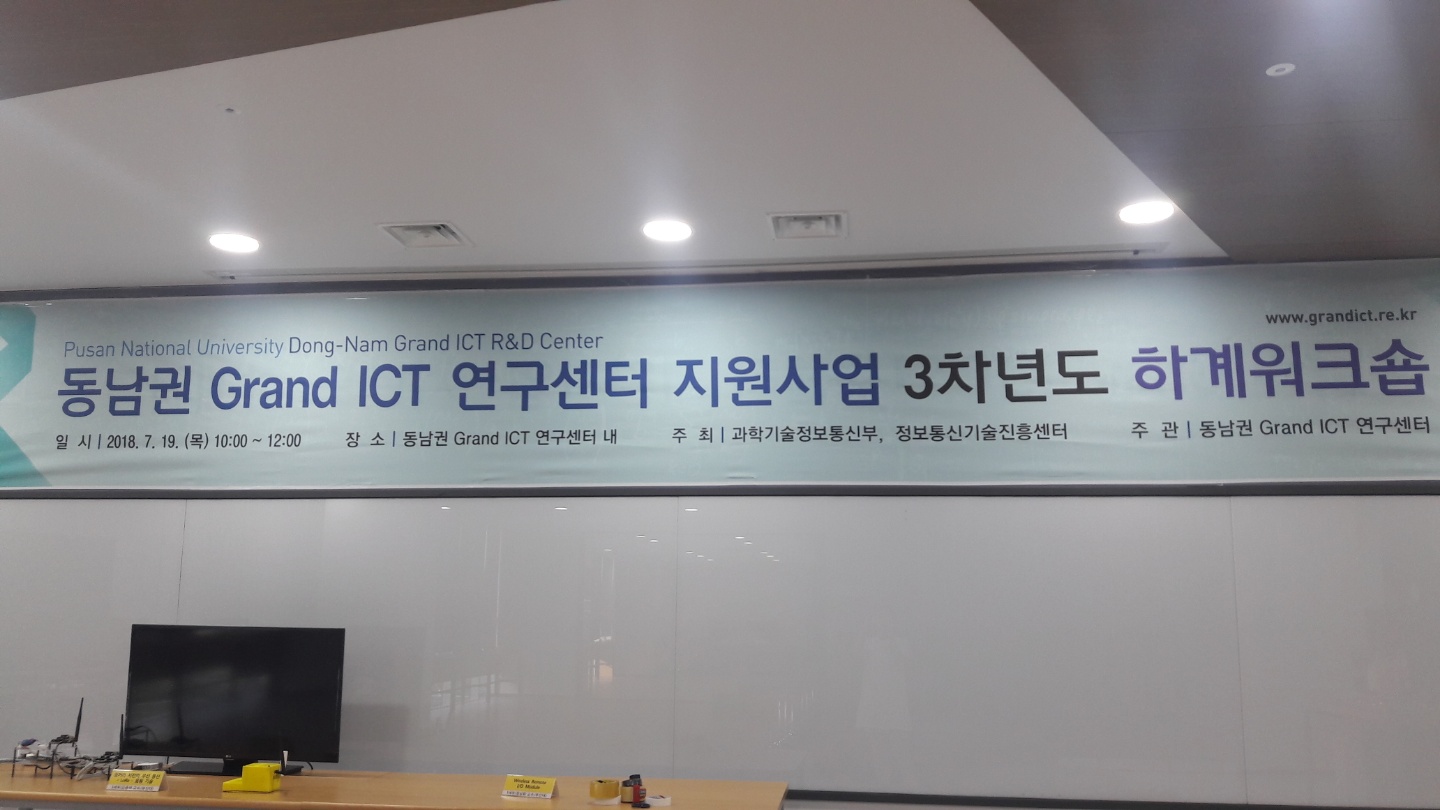 www.grandict.re.kr
Pusan National University Dong-Nam Grand ICT R&D Center
동남권 Grand ICT 연구센터 지원사업 3차년도 하계워크숍
일 시 | 2018. 7. 19. (목) 10:00 ~ 12:00 장 소 | 동남권 Grand ICT 연구센터 내 주 최 | 과학기술정보통신부, 정보통신기술진흥센터 주 관 | 동남권 Grand ICT 연구센터
Wireless Remote
I/O Module